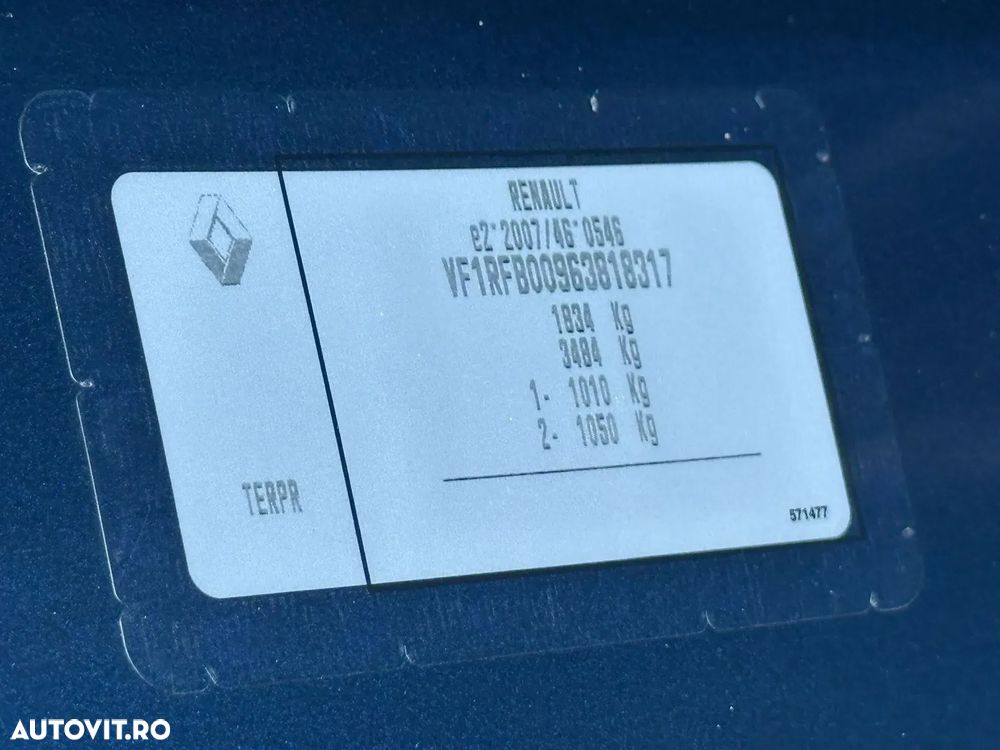 RENAULT
e2*2007/46*0546
VF1RFB00963818317
1834 Kg
3484 Kg
1- 1010 Kg
2- 1050 Kg
TERPR
571477
AUTOVIT.RO